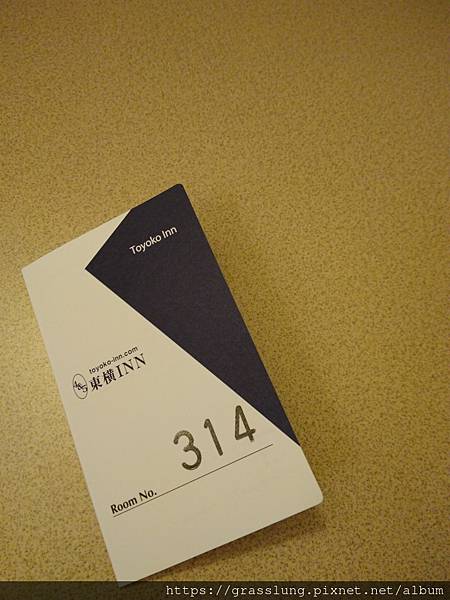 Toyoko Inn
toyoko-inn.com
東横INN
314
Room No.
https://grasslung.pixnet.net/album